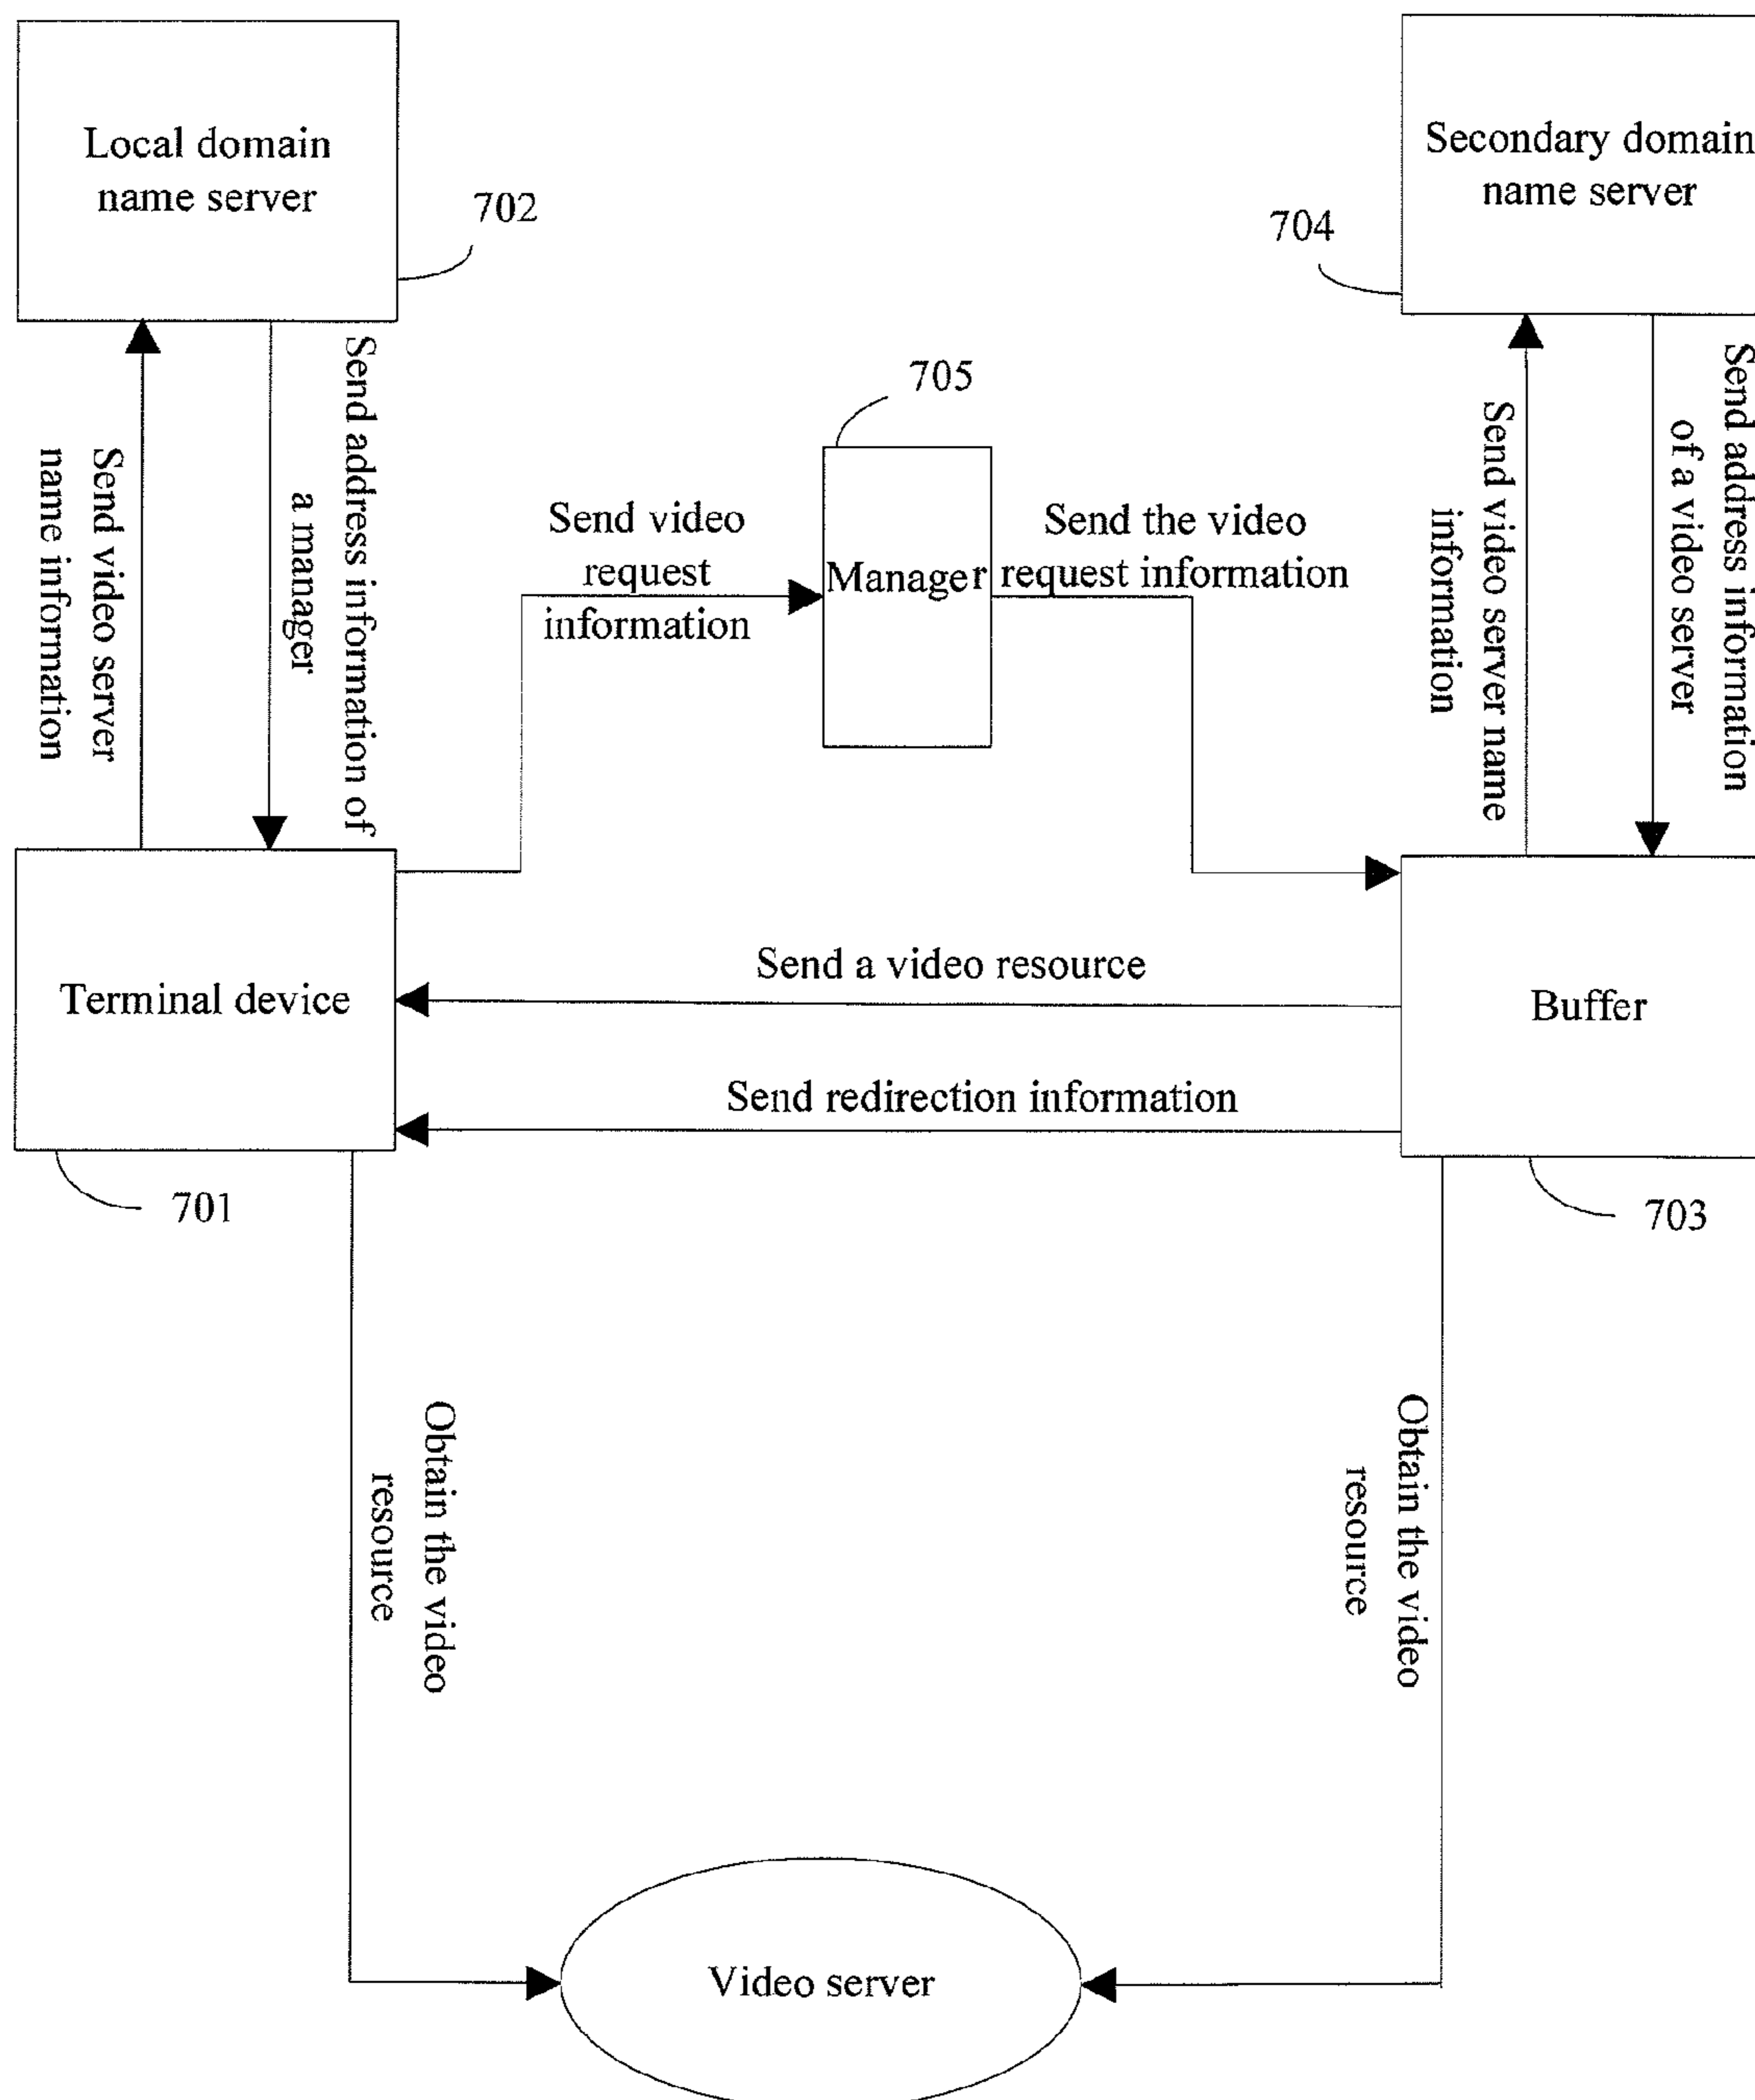 Local domain
name server
702
Secondary domain
name server
704
Send video server
name information
Send address information of
a manager
705
Send video
request
information
Manager
Send the video
request information
Send video server name
information
Send address information
of a video server
Terminal device
701
Send a video resource
Send redirection information
Buffer
703
Obtain the video
resource
Obtain the video
resource
Video server